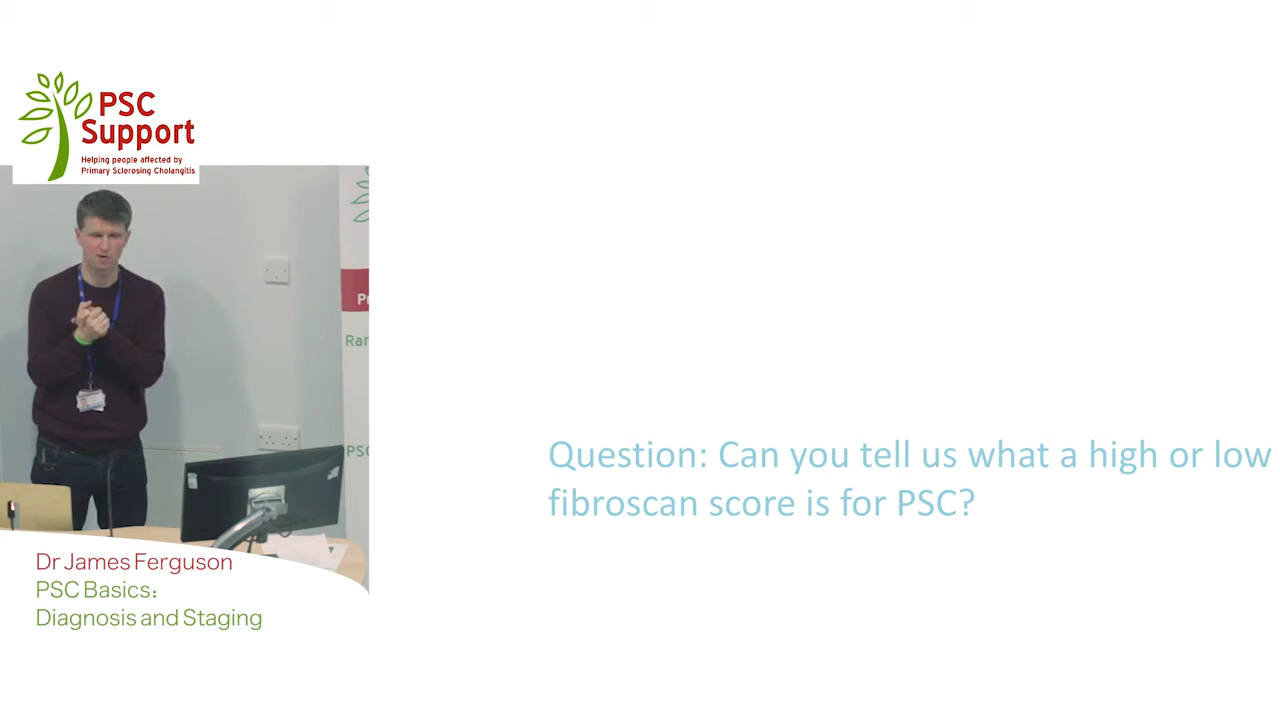 PSC
Support
Helping people affected by
Primary Sclerosing Cholangitis
Question: Can you tell us what a high or low
fibroscan score is for PSC?
Dr James Ferguson
PSC Basics:
Diagnosis and Staging